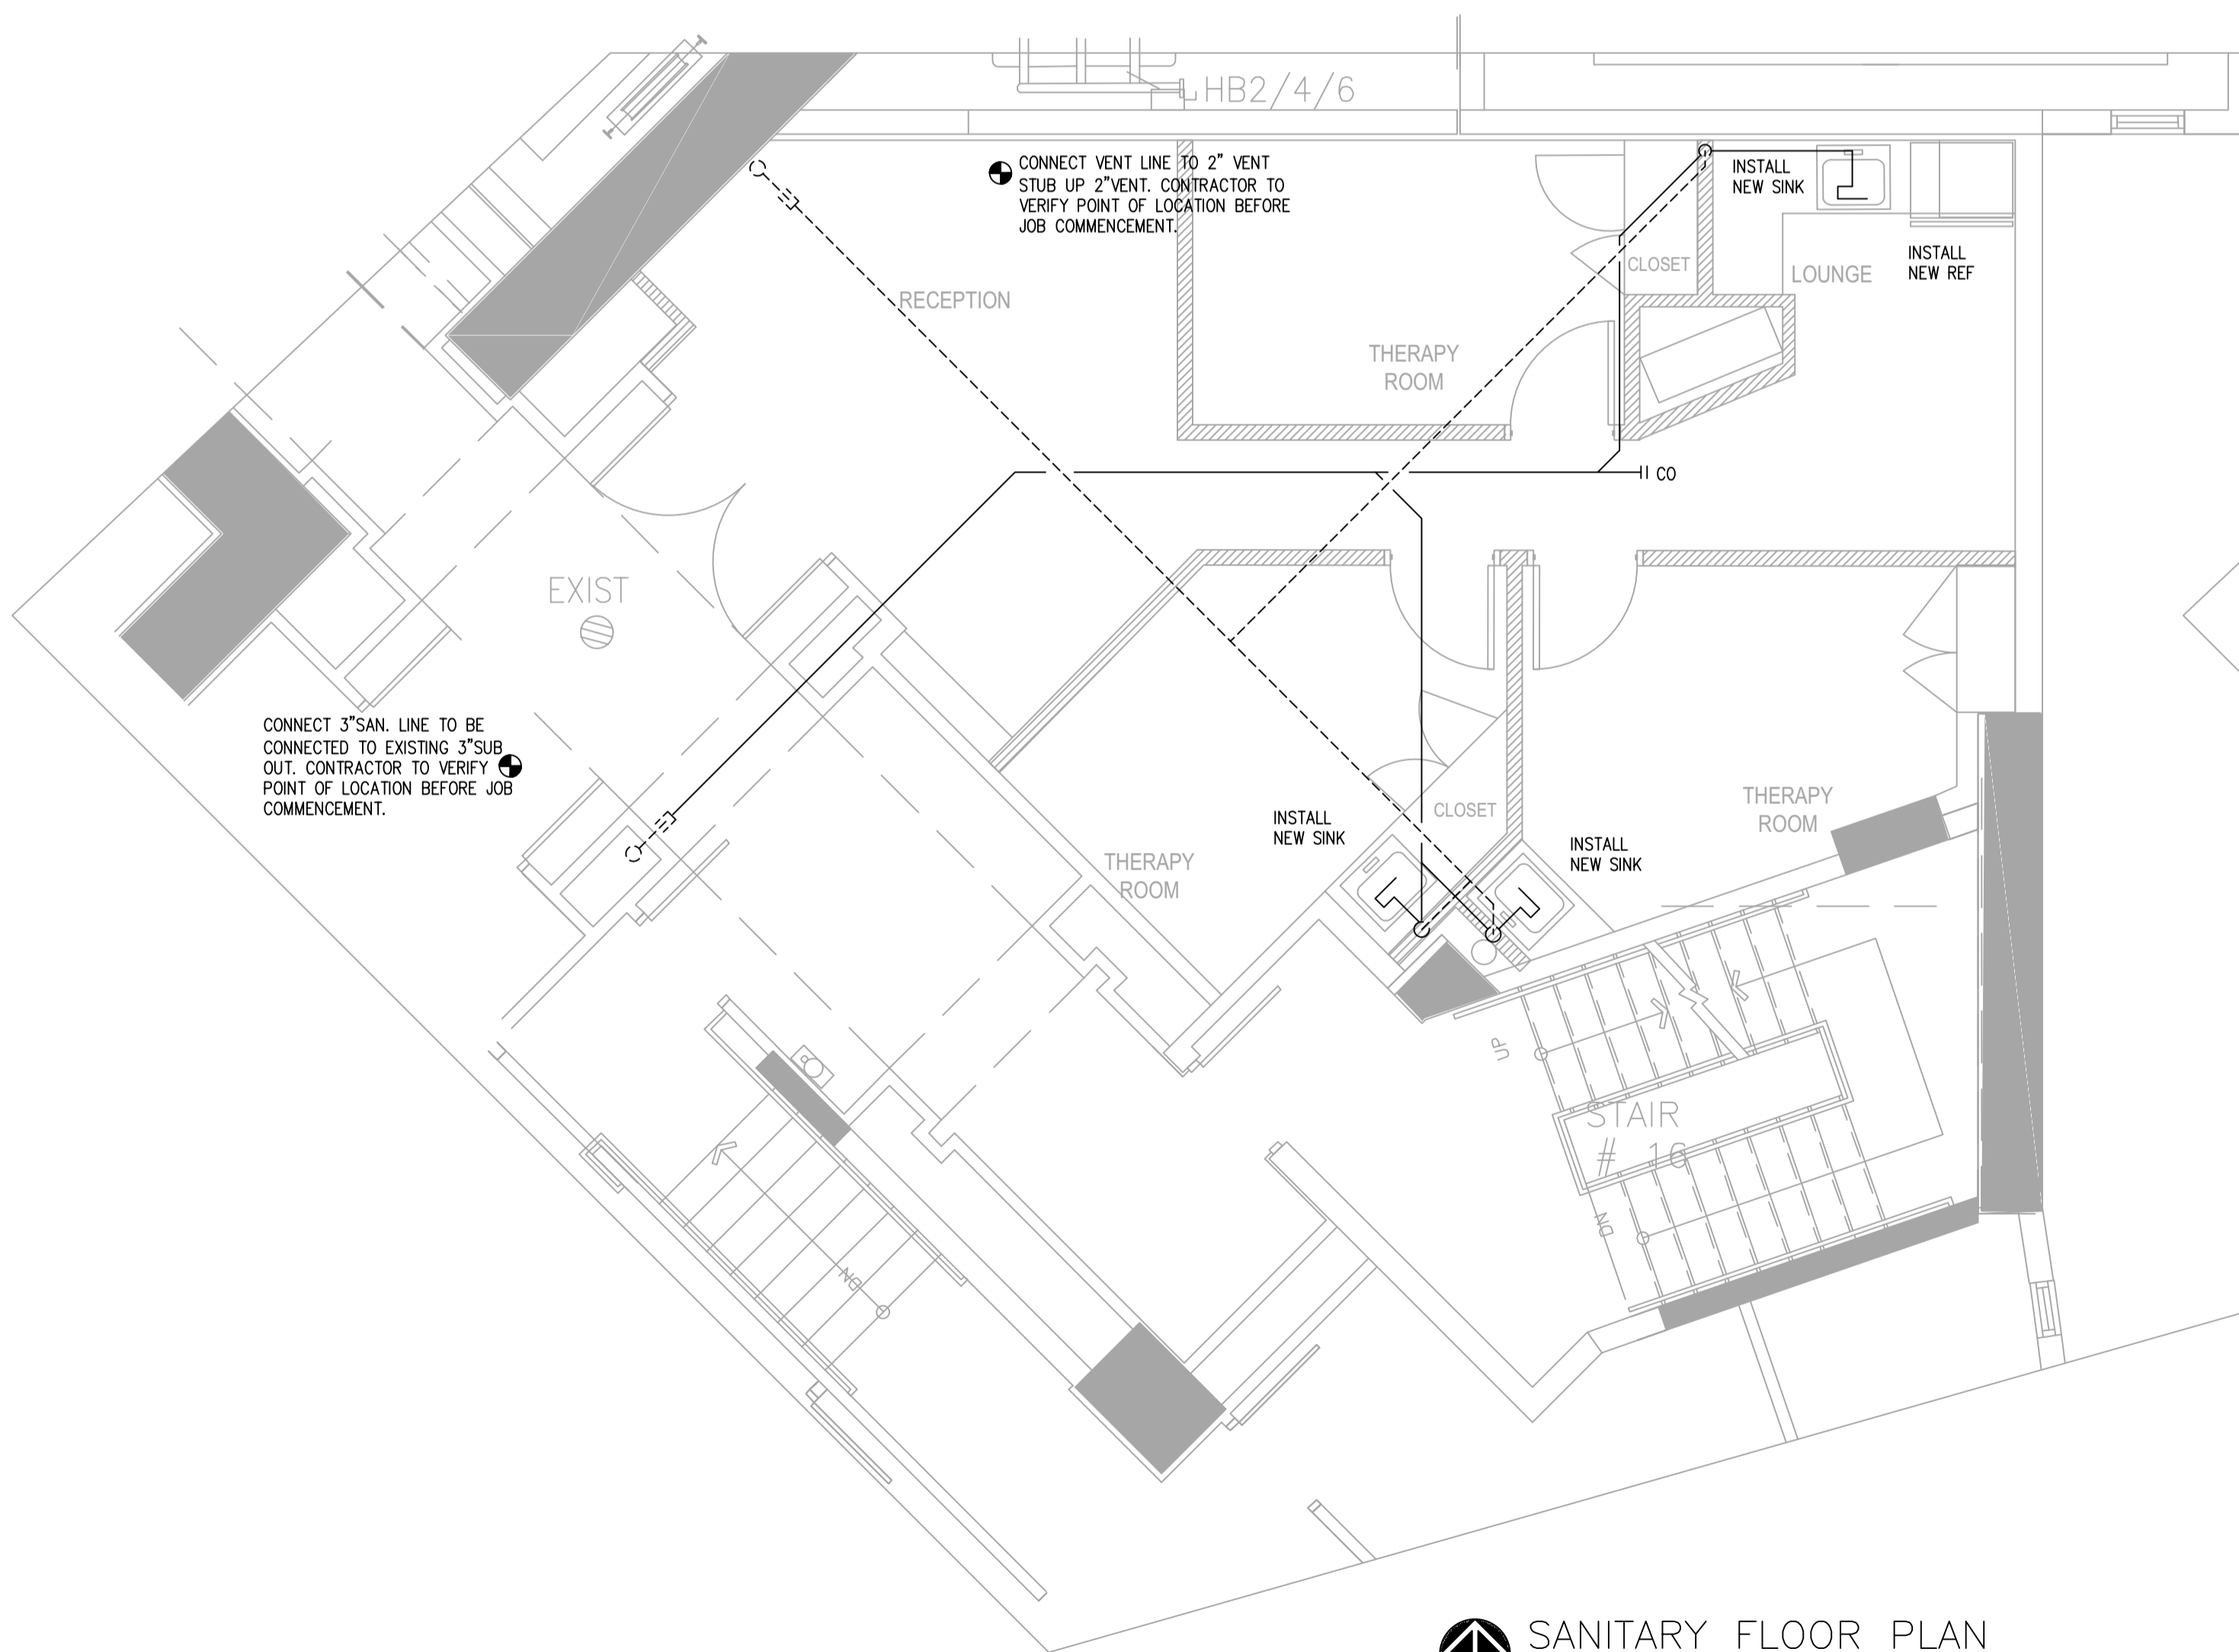 HB2/4/6
CONNECT VENT LINE TO 2" VENT
STUB UP 2"VENT. CONTRACTOR TO
VERIFY POINT OF LOCATION BEFORE
JOB COMMENCEMENT.
INSTALL
NEW SINK
INSTALL
NEW REF
CLOSET
LOUNGE
RECEPTION
THERAPY
ROOM
CO
EXIST
CONNECT 3"SAN. LINE TO BE
CONNECTED TO EXISTING 3"SUB
OUT. CONTRACTOR TO VERIFY
POINT OF LOCATION BEFORE JOB
COMMENCEMENT.
INSTALL
NEW SINK
CLOSET
THERAPY
ROOM
INSTALL
NEW SINK
THERAPY
ROOM
UP
STAIR
# 16
DN
DN
SANITARY FLOOR PLAN